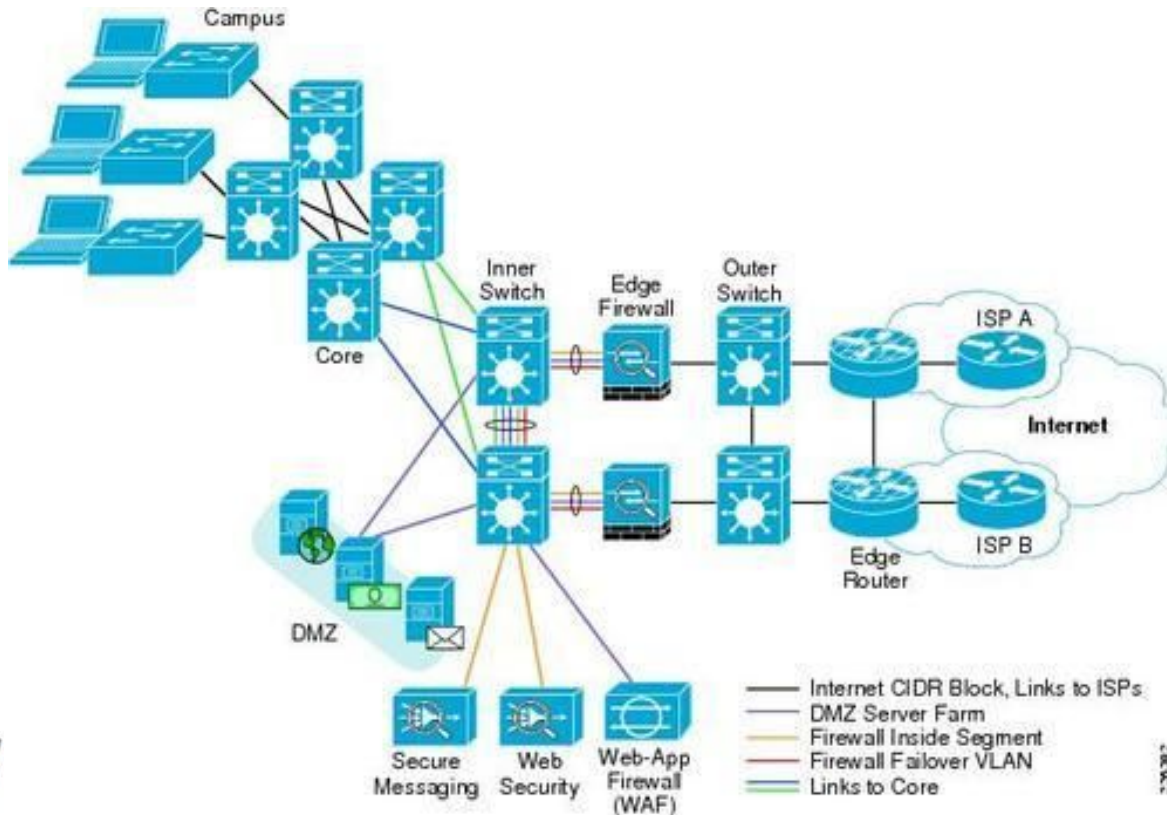 Campus
Inner
Switch
Edge
Firewall
Outer
Switch
ISP A
Core
Internet
ISP B
Edge
Router
DMZ
Secure
Messaging
Web
Security
Web-App
Firewall
(WAF)
Internet CIDR Block, Links to ISPs
DMZ Server Farm
Firewall Inside Segment
Firewall Failover VLAN
Links to Core